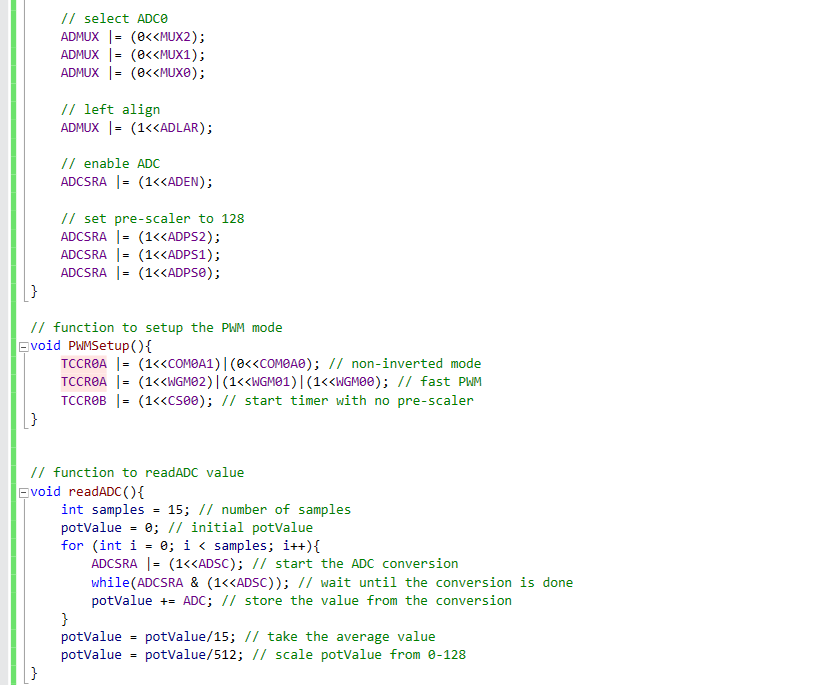 // select ADC0
ADMUX |= (0<<MUX2);
ADMUX |= (0<<MUX1);
ADMUX |= (0<<MUX0);
// left align
ADMUX |= (1<<ADLAR);
// enable ADC
ADCSRA |= (1<<ADEN);
// set pre-scaler to 128
ADCSRA |= (1<<ADPS2);
ADCSRA |= (1<<ADPS1);
ADCSRA |= (1<<ADPS0);
}
// function to setup the PWM mode
void PWMSetup(){
TCCR0A |= (1<<COM0A1)|(0<<COM0A0); // non-inverted mode
TCCR0A |= (1<<WGM02)|(1<<WGM01)|(1<<WGM00); // fast PWM
TCCR0B |= (1<<CS00); // start timer with no pre-scaler
}
// function to readADC value
void readADC(){
int samples = 15; // number of samples
potValue = 0; // initial potValue
for (int i = 0; i < samples; i++){
ADCSRA |= (1<<ADSC); // start the ADC conversion
while(ADCSRA & (1<<ADSC)); // wait until the conversion is done
potValue += ADC; // store the value from the conversion
}
potValue = potValue/15; // take the average value
potValue = potValue/512; // scale potValue from 0-128
}